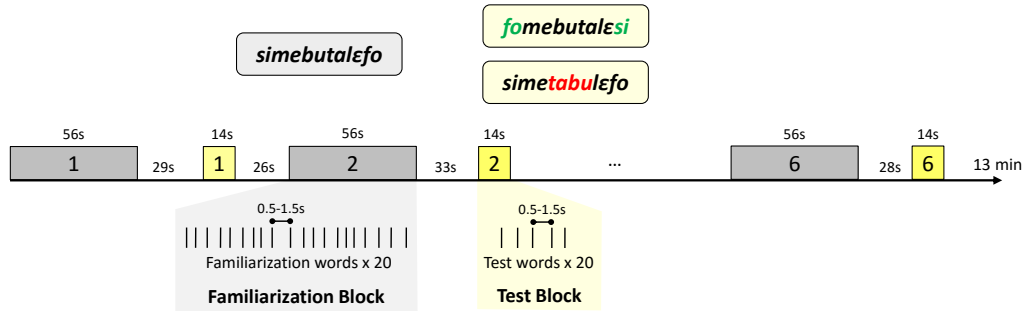 fomebutalɛsi
simebutalɛfo
simetabulɛfo
56s 14s 56s 14s 56s 14s
1 29s 1 26s 2 33s 2 ... 6 28s 6 13 min
0.5-1.5s 0.5-1.5s
Familiarization words x 20 Test words x 20
Familiarization Block Test Block